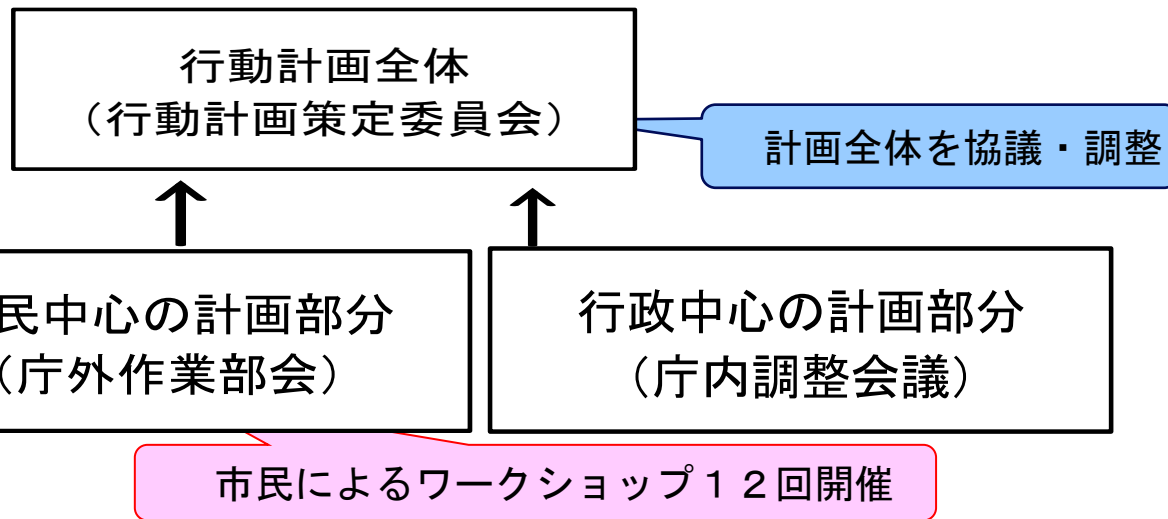 行動計画全体
（行動計画策定委員会）
計画全体を協議・調整
民中心の計画部分
（庁外作業部会）
行政中心の計画部分
（庁内調整会議）
市民によるワークショップ１２回開催